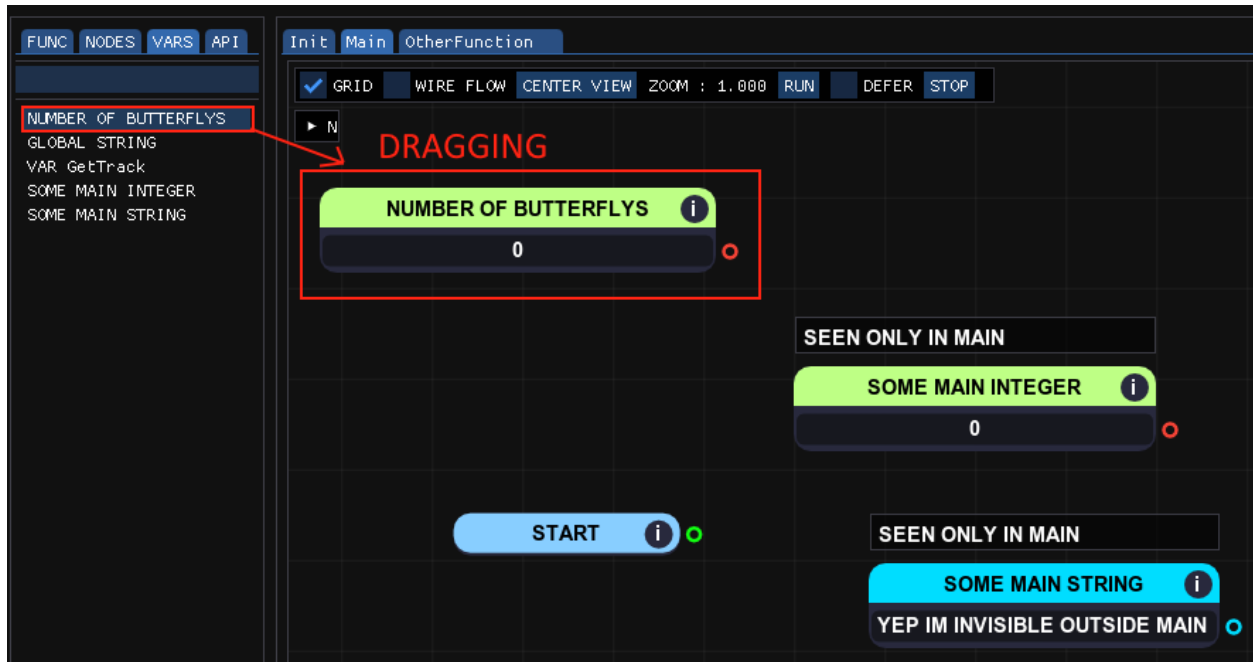 FUNC NODES VARS API
NUMBER OF BUTTERFLYS
GLOBAL STRING
VAR GetTrack
SOME MAIN INTEGER
SOME MAIN STRING
Init Main OtherFunction
GRID WIRE FLOW CENTER VIEW ZOOM : 1.000 RUN DEFER STOP
N
DRAGGING
NUMBER OF BUTTERFLYS i
0
SEEN ONLY IN MAIN
SOME MAIN INTEGER i
0
START i
SEEN ONLY IN MAIN
SOME MAIN STRING i
YEP IM INVISIBLE OUTSIDE MAIN